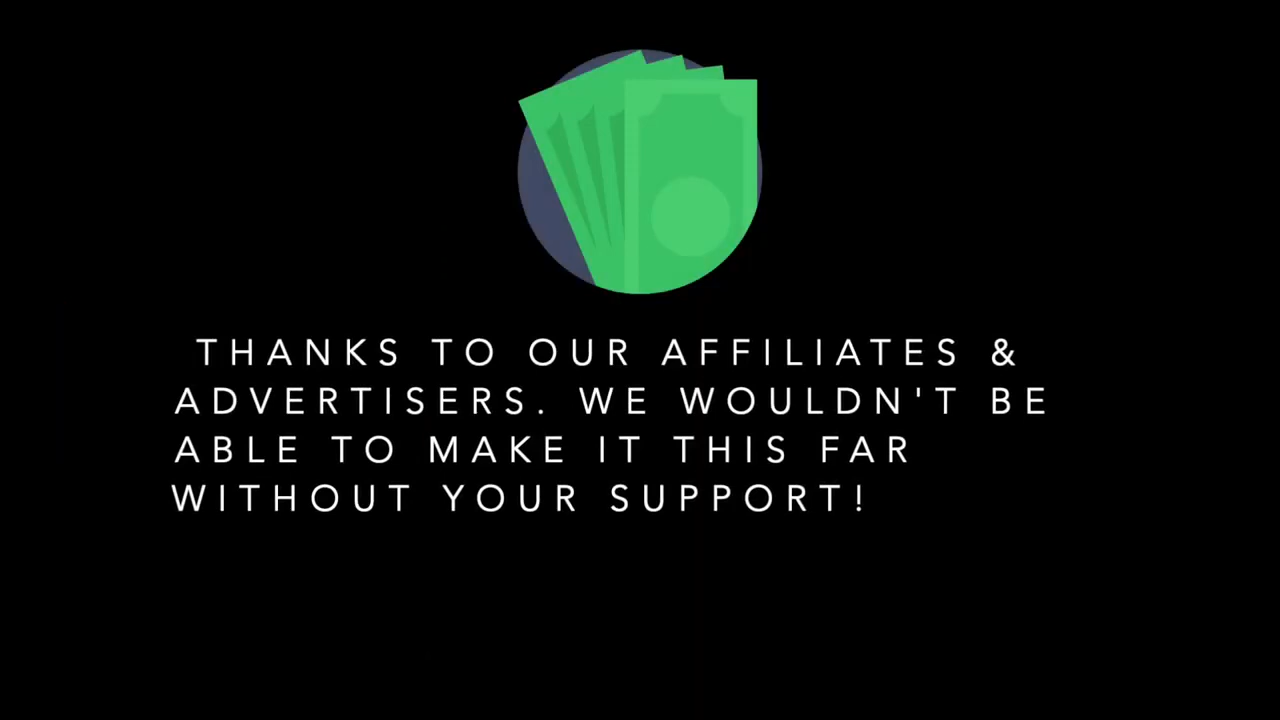 THANKS TO OUR AFFILIATES &
ADVERTISERS. WE WOULDN'T BE
ABLE TO MAKE IT THIS FAR
WITHOUT YOUR SUPPORT!